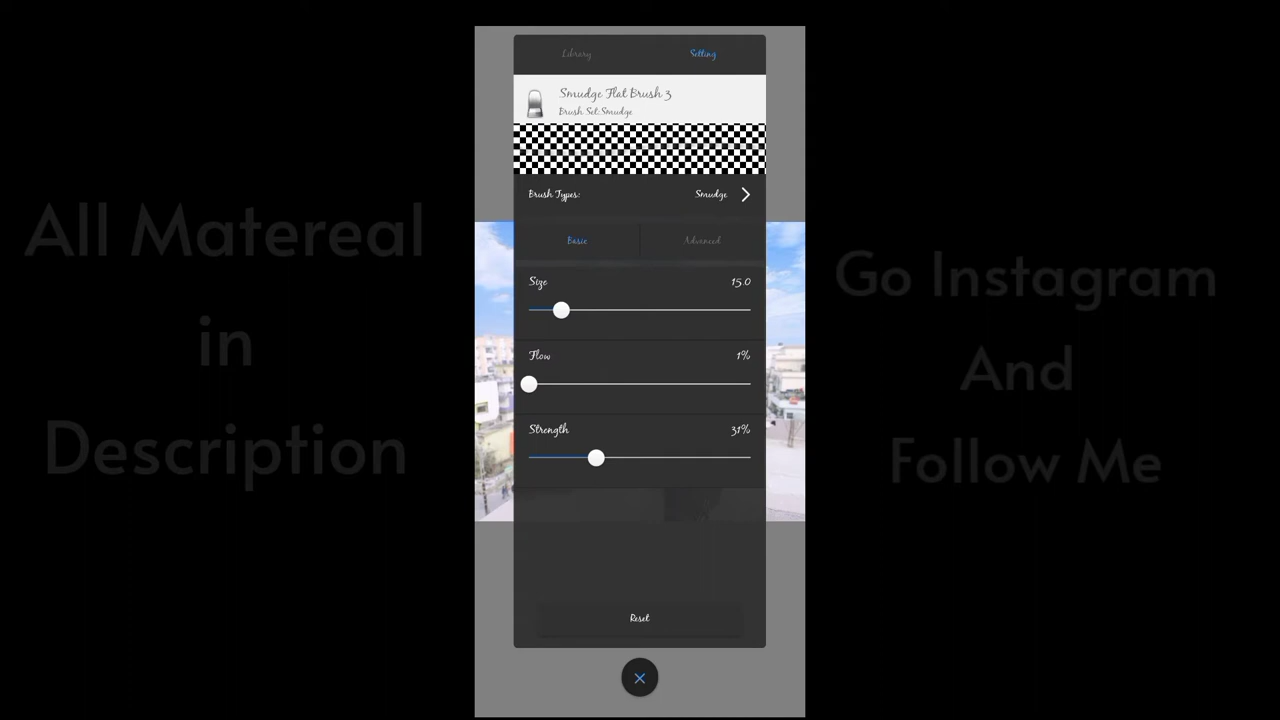 All Matereal
in
Description
Library
Setting
Smudge Flat Brush 3
Brush Set:Smudge
Brush Types:
Smudge
Basic
Advanced
Size
15.0
Flow
1%
Strength
31%
Reset
Go Instagram
And
Follow Me